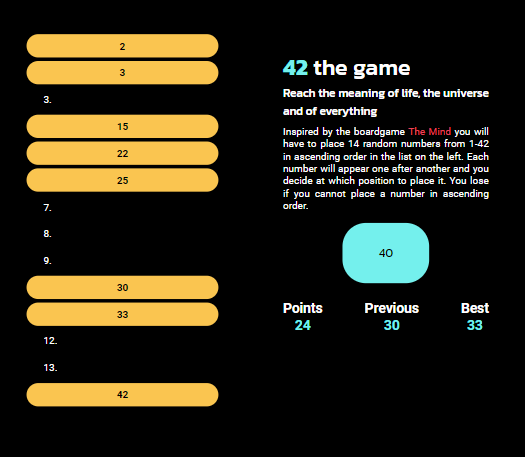 2
3
3.
15
22
25
7.
8.
9.
30
33
12.
13.
42
42 the game
Reach the meaning of life, the universe
and of everything
Inspired by the boardgame The Mind you will
have to place 14 random numbers from 1-42
in ascending order in the list on the left. Each
number will appear one after another and you
decide at which position to place it. You lose
if you cannot place a number in ascending
order.
40
Points Previous Best
24 30 33